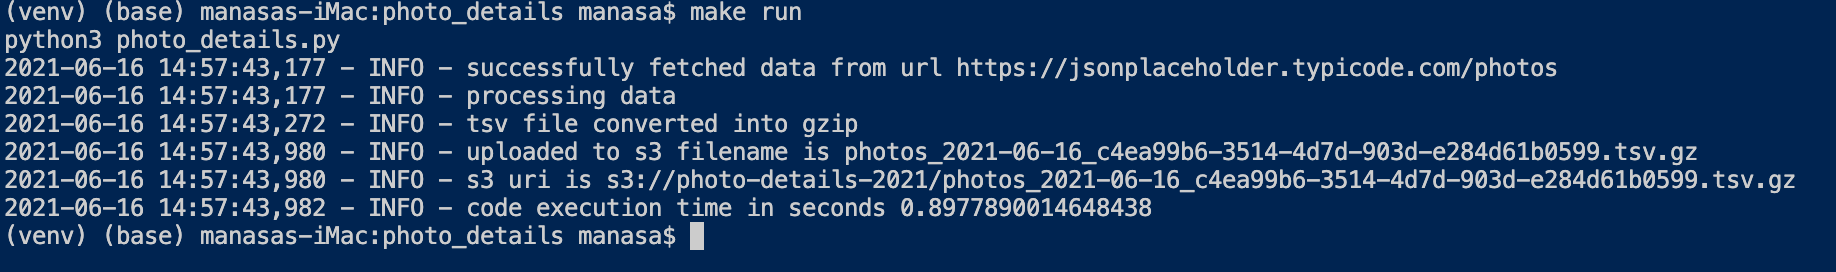 (venv) (base) manasas-iMac:photo_details manasa$ make run
python3 photo_details.py
2021-06-16 14:57:43,177 - INFO - successfully fetched data from url https://jsonplaceholder.typicode.com/photos
2021-06-16 14:57:43,177 - INFO - processing data
2021-06-16 14:57:43,272 - INFO - tsv file converted into gzip
2021-06-16 14:57:43,980 - INFO - uploaded to s3 filename is photos_2021-06-16_c4ea99b6-3514-4d7d-903d-e284d61b0599.tsv.gz
2021-06-16 14:57:43,980 - INFO - s3 uri is s3://photo-details-2021/photos_2021-06-16_c4ea99b6-3514-4d7d-903d-e284d61b0599.tsv.gz
2021-06-16 14:57:43,982 - INFO - code execution time in seconds 0.8977890014648438
(venv) (base) manasas-iMac:photo_details manasa$